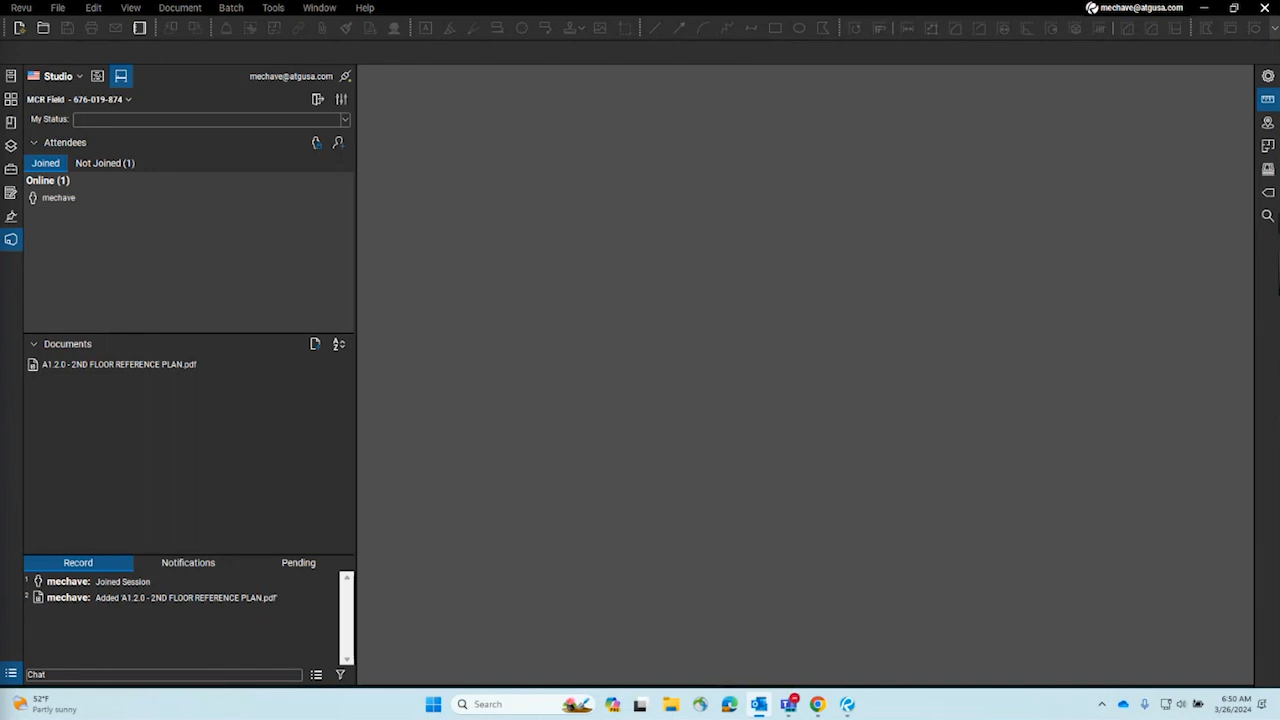 Revu File Edit View Document Batch Tools Window Help mechave@atgusa.com
Studio mechave@atgusa.com
MCR Field - 676-019-874
My Status:
Attendees
Joined Not Joined (1)
Online (1)
mechave
Documents
A1.2.0 - 2ND FLOOR REFERENCE PLAN.pdf
Record Notifications Pending
1 mechave: Joined Session
2 mechave: Added 'A1.2.0 - 2ND FLOOR REFERENCE PLAN.pdf'
Chat
52°F
Partly sunny
Search
6:50 AM
3/26/2024